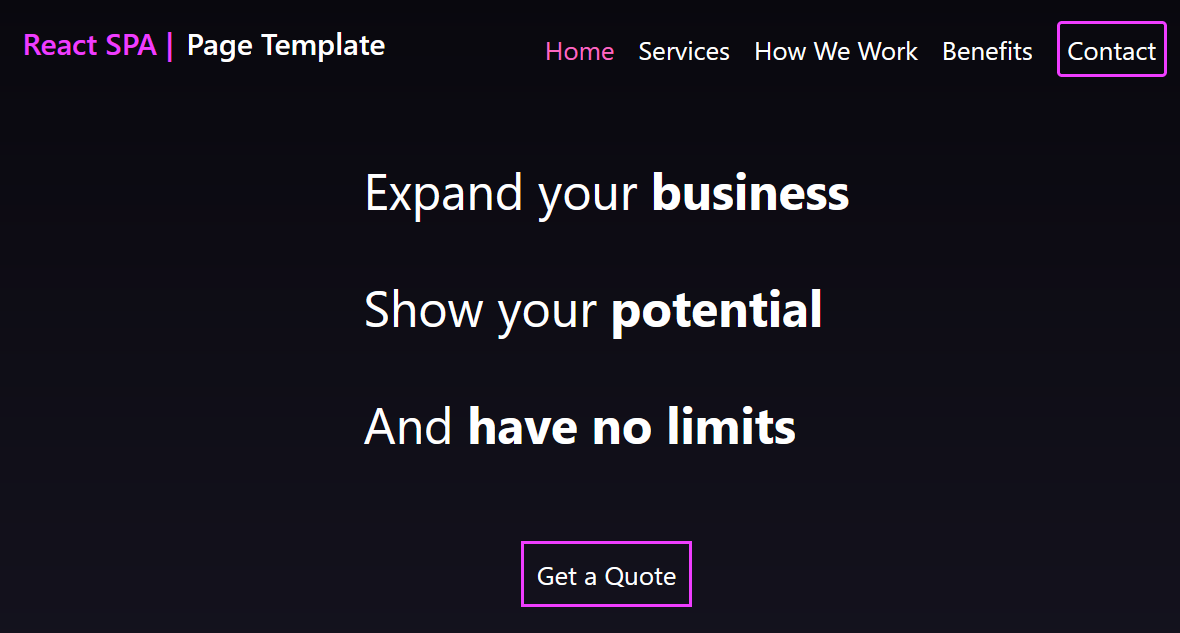 React SPA | Page Template
Home Services How We Work Benefits Contact
Expand your business
Show your potential
And have no limits
Get a Quote